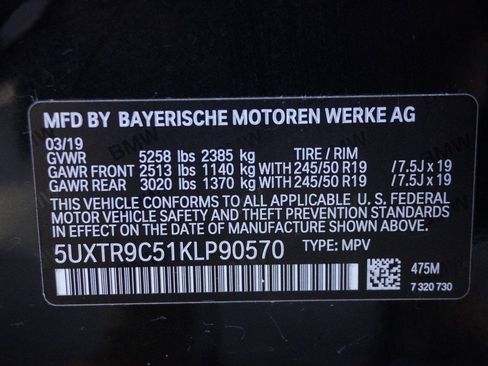 MFD BY BAYERISCHE MOTOREN WERKE AG
03/19
GVWR 5258 lbs 2385 kg TIRE / RIM
GAWR FRONT 2513 lbs 1140 kg WITH 245/50 R19 / 7.5J x 19
GAWR REAR 3020 lbs 1370 kg WITH 245/50 R19 / 7.5J x 19
THIS VEHICLE CONFORMS TO ALL APPLICABLE U. S. FEDERAL
MOTOR VEHICLE SAFETY AND THEFT PREVENTION STANDARDS
IN EFFECT ON THE DATE OF MANUFACTURE SHOWN ABOVE.
5UXTR9C51KLP90570 TYPE: MPV
475M
7 320 730